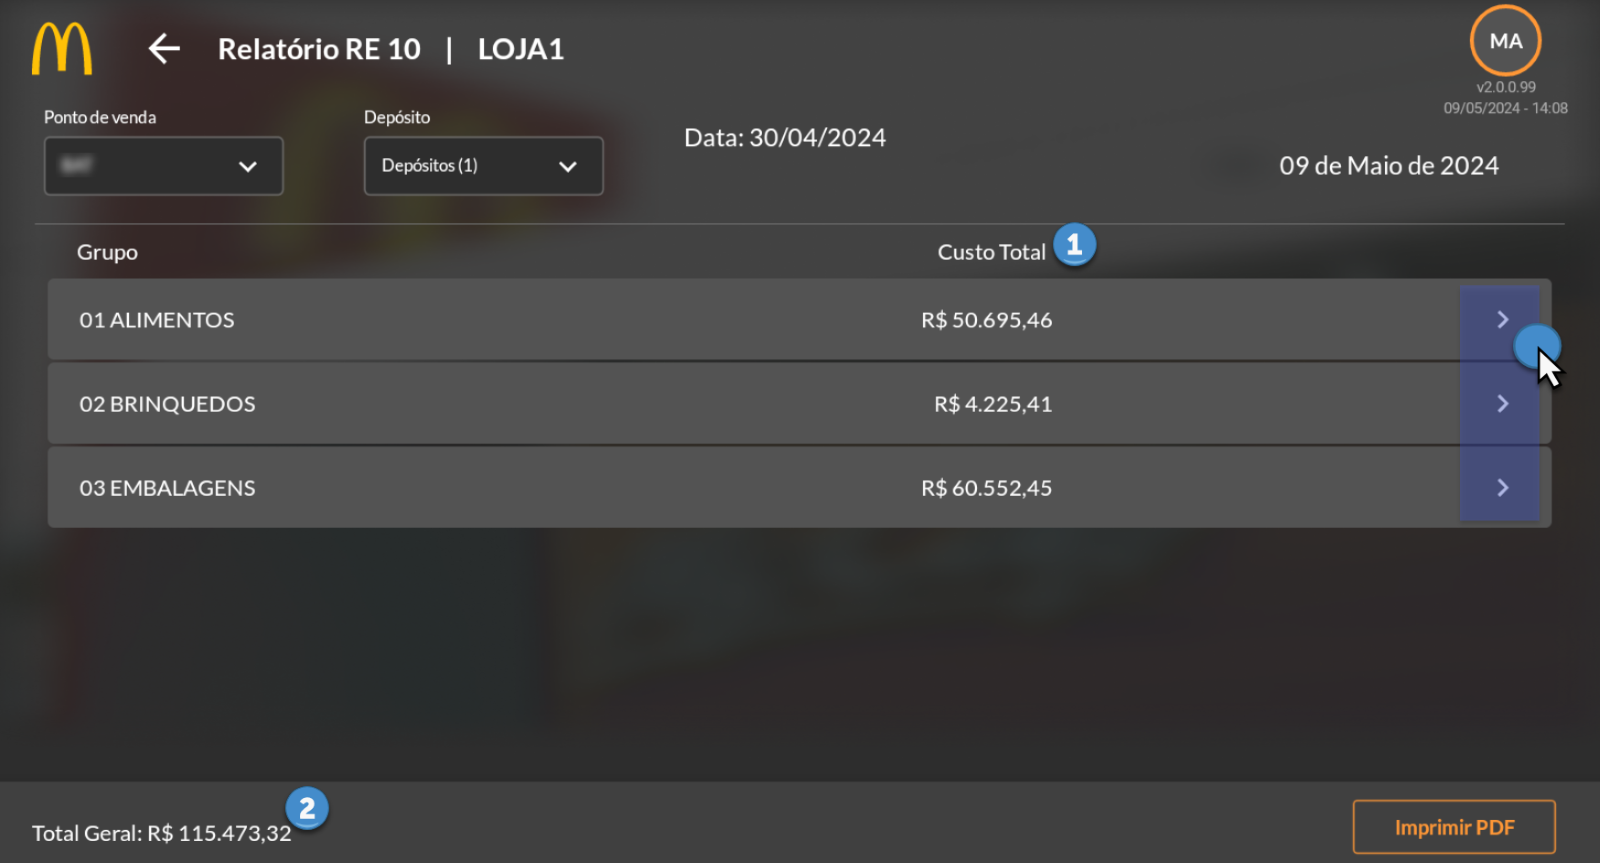 Relatório RE 10 | LOJA1
MA
v2.0.0.99
09/05/2024 - 14:08
Ponto de venda
Depósito
Depósitos (1)
Data: 30/04/2024
09 de Maio de 2024
Grupo Custo Total 1
01 ALIMENTOS R$ 50.695,46
02 BRINQUEDOS R$ 4.225,41
03 EMBALAGENS R$ 60.552,45
Total Geral: R$ 115.473,32 2
Imprimir PDF